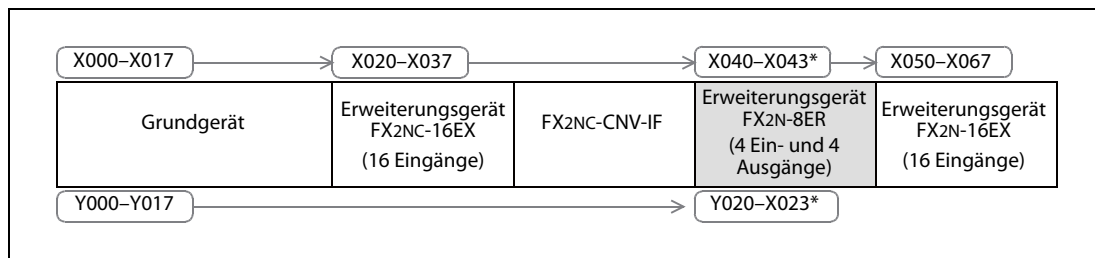 X000–X017
X020–X037
X040–X043*
X050–X067
Grundgerät
Erweiterungsgerät
FX2NC-16EX
(16 Eingänge)
FX2NC-CNV-IF
Erweiterungsgerät
FX2N-8ER
(4 Ein- und 4
Ausgänge)
Erweiterungsgerät
FX2N-16EX
(16 Eingänge)
Y000–Y017
Y020–X023*